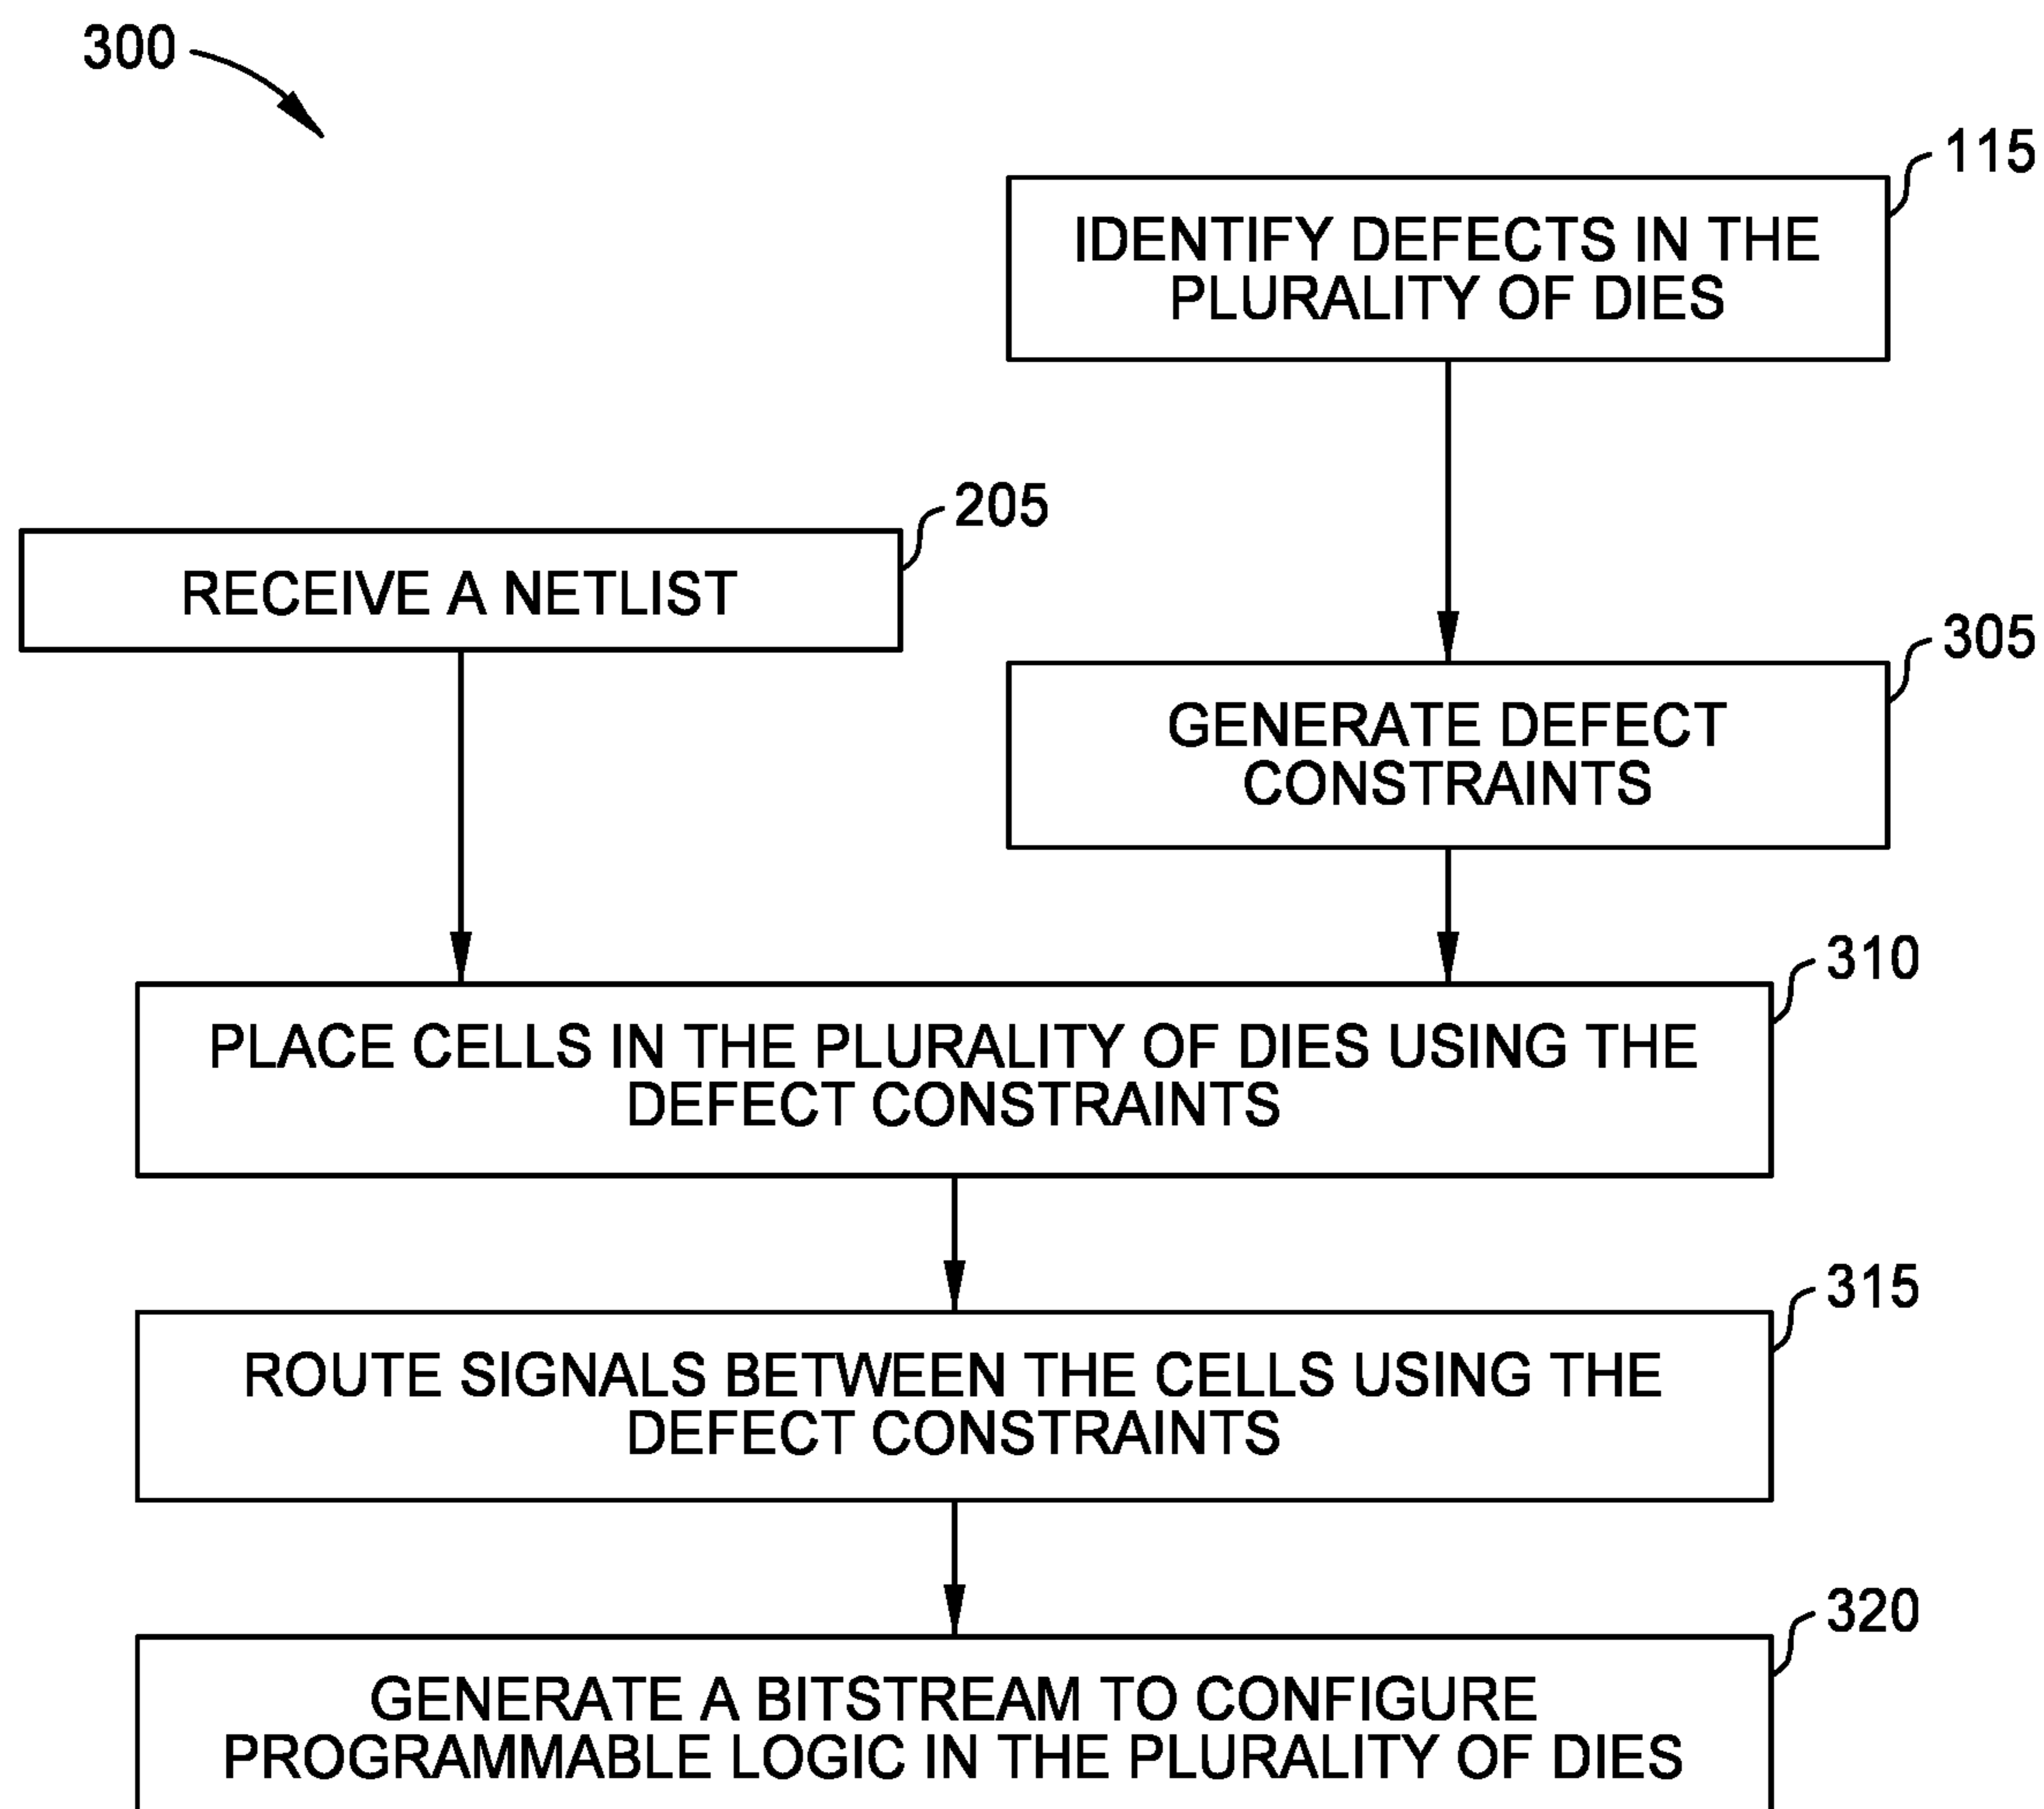 300
115
IDENTIFY DEFECTS IN THE
PLURALITY OF DIES
205
RECEIVE A NETLIST
305
GENERATE DEFECT
CONSTRAINTS
310
PLACE CELLS IN THE PLURALITY OF DIES USING THE
DEFECT CONSTRAINTS
315
ROUTE SIGNALS BETWEEN THE CELLS USING THE
DEFECT CONSTRAINTS
320
GENERATE A BITSTREAM TO CONFIGURE
PROGRAMMABLE LOGIC IN THE PLURALITY OF DIES